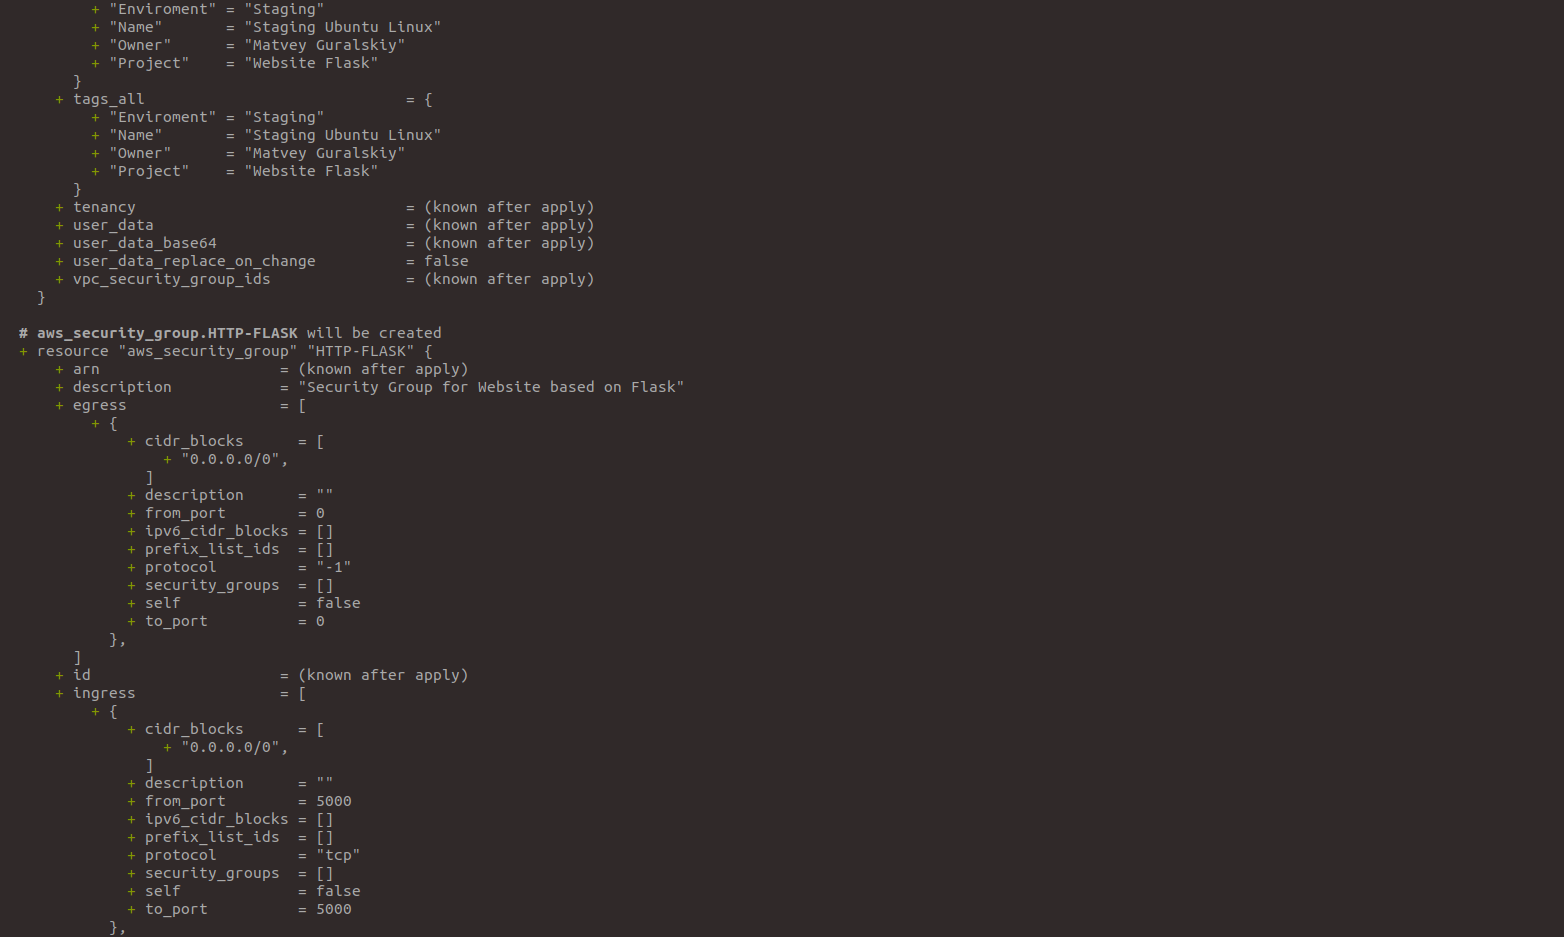 + "Enviroment" = "Staging"
+ "Name"       = "Staging Ubuntu Linux"
+ "Owner"      = "Matvey Guralskiy"
+ "Project"    = "Website Flask"
}
+ tags_all                             = {
+ "Enviroment" = "Staging"
+ "Name"       = "Staging Ubuntu Linux"
+ "Owner"      = "Matvey Guralskiy"
+ "Project"    = "Website Flask"
}
+ tenancy                              = (known after apply)
+ user_data                            = (known after apply)
+ user_data_base64                     = (known after apply)
+ user_data_replace_on_change          = false
+ vpc_security_group_ids               = (known after apply)
}
# aws_security_group.HTTP-FLASK will be created
+ resource "aws_security_group" "HTTP-FLASK" {
+ arn                    = (known after apply)
+ description            = "Security Group for Website based on Flask"
+ egress                 = [
+ {
+ cidr_blocks      = [
+ "0.0.0.0/0",
]
+ description      = ""
+ from_port        = 0
+ ipv6_cidr_blocks = []
+ prefix_list_ids  = []
+ protocol         = "-1"
+ security_groups  = []
+ self             = false
+ to_port          = 0
},
]
+ id                     = (known after apply)
+ ingress                = [
+ {
+ cidr_blocks      = [
+ "0.0.0.0/0",
]
+ description      = ""
+ from_port        = 5000
+ ipv6_cidr_blocks = []
+ prefix_list_ids  = []
+ protocol         = "tcp"
+ security_groups  = []
+ self             = false
+ to_port          = 5000
},